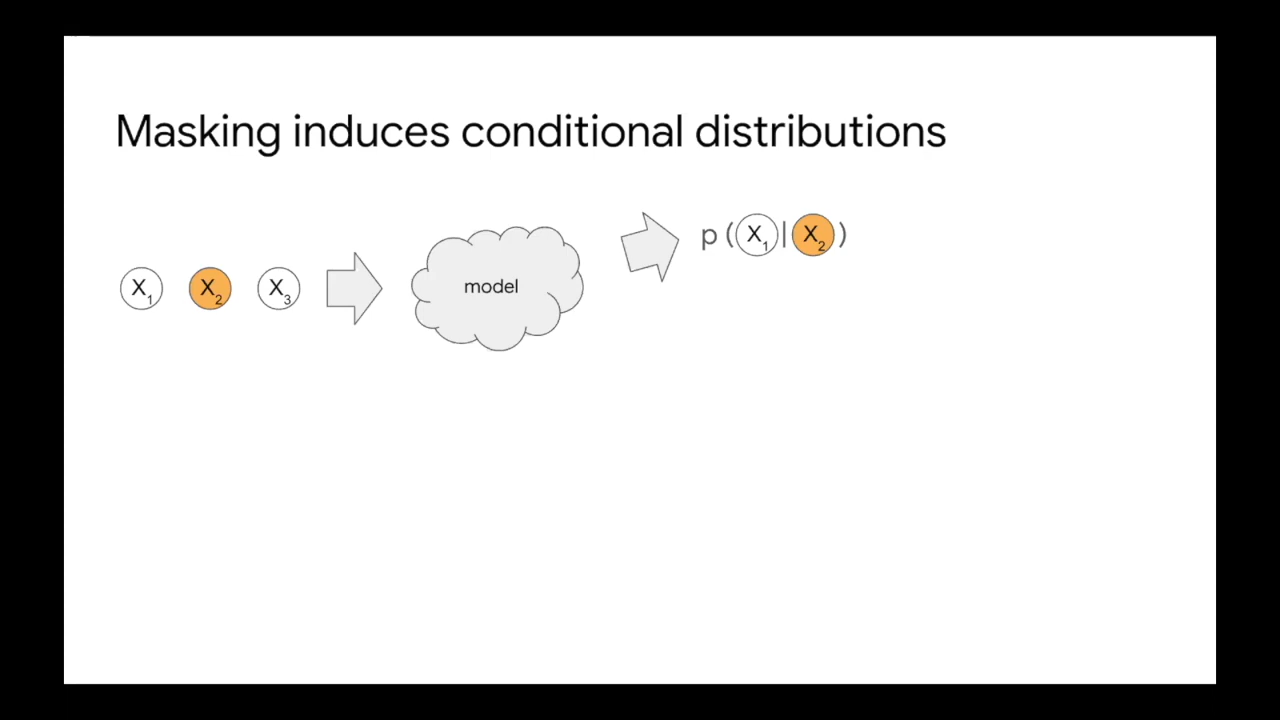 Masking induces conditional distributions
p ( X₁ | X₂ )
X₁ X₂ X₃ model